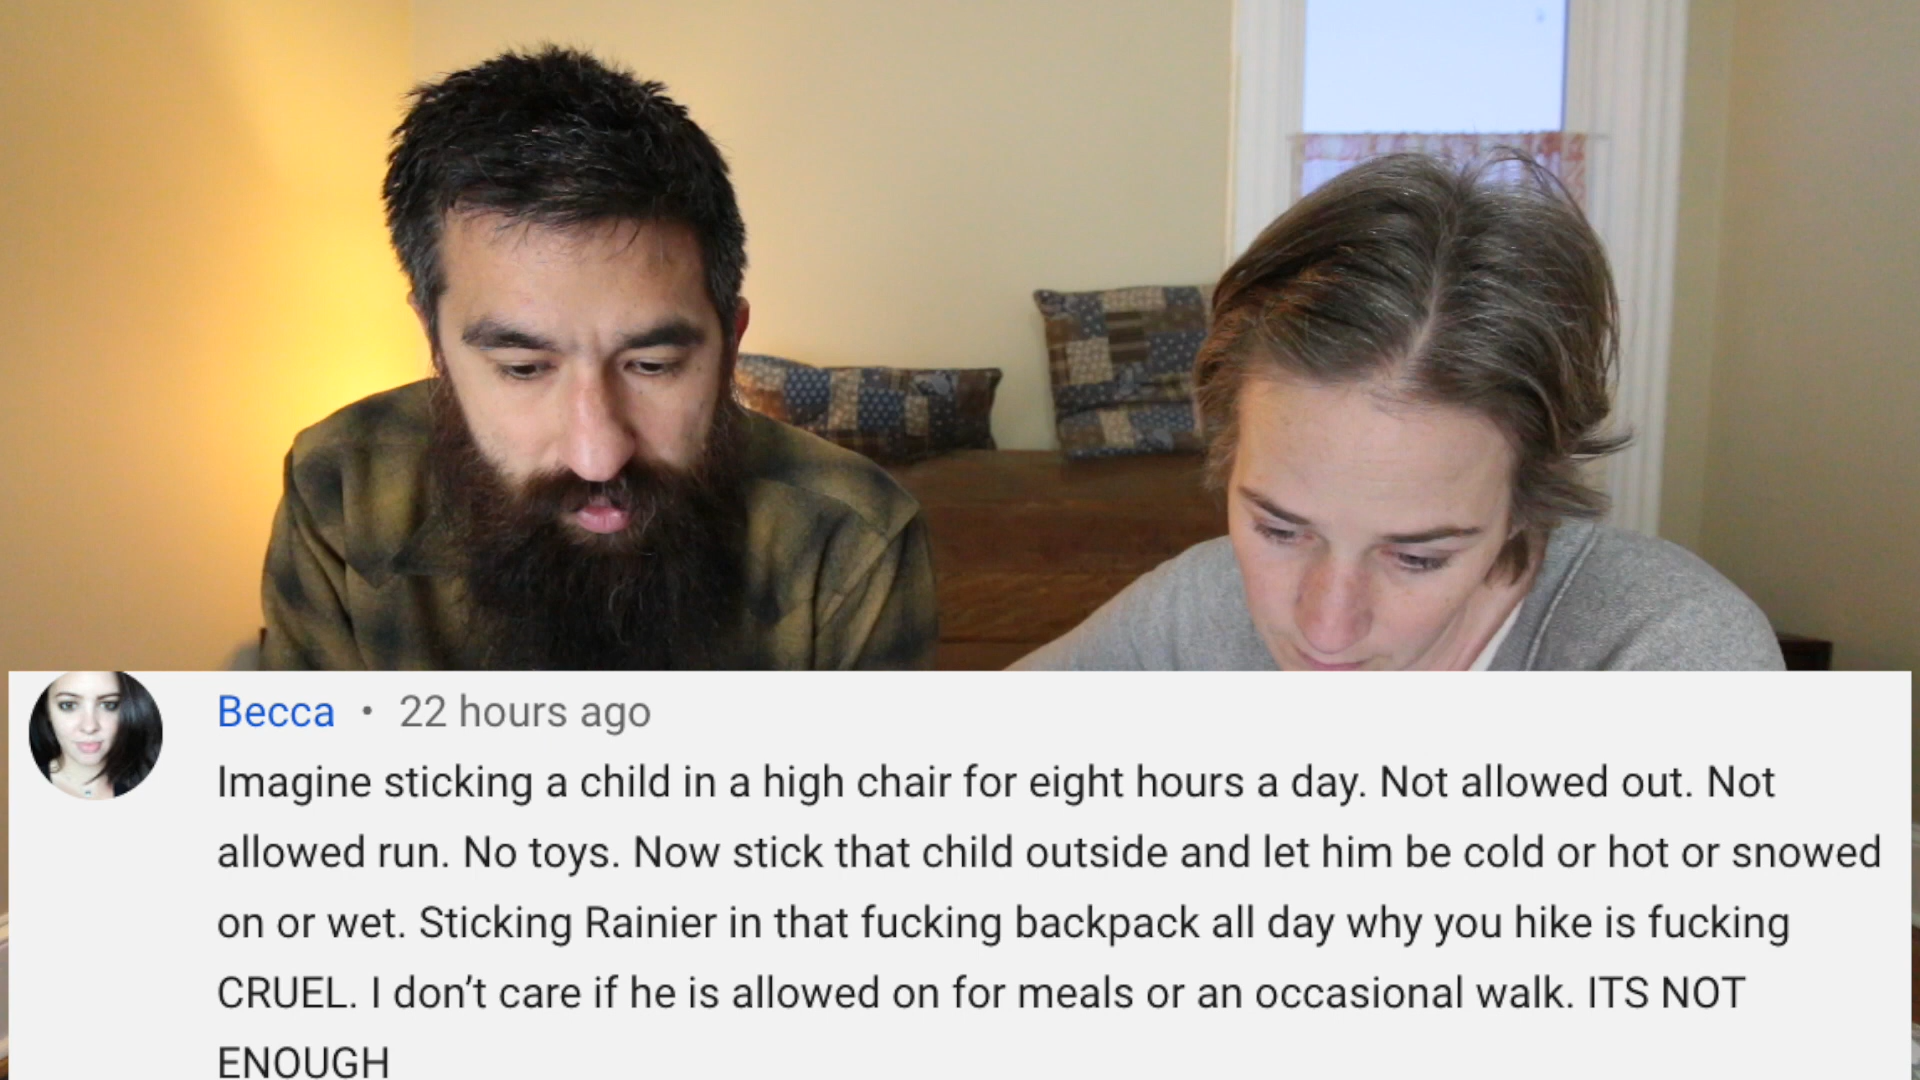 Becca • 22 hours ago
Imagine sticking a child in a high chair for eight hours a day. Not allowed out. Not
allowed run. No toys. Now stick that child outside and let him be cold or hot or snowed
on or wet. Sticking Rainier in that fucking backpack all day why you hike is fucking
CRUEL. I don’t care if he is allowed on for meals or an occasional walk. ITS NOT
ENOUGH